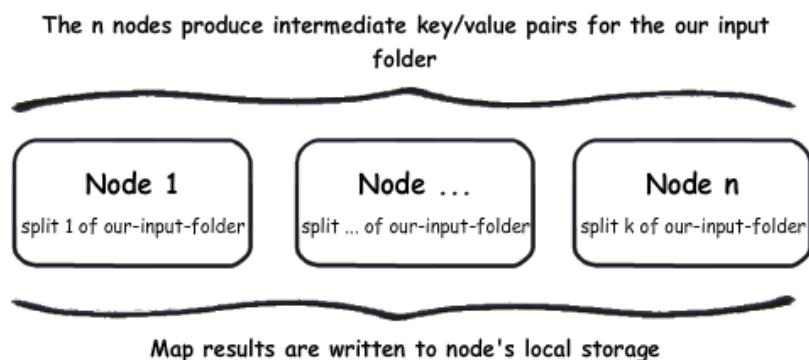 The n nodes produce intermediate key/value pairs for the our input
folder
Node 1
split 1 of our-input-folder
Node ...
split ... of our-input-folder
Node n
split k of our-input-folder
Map results are written to node's local storage